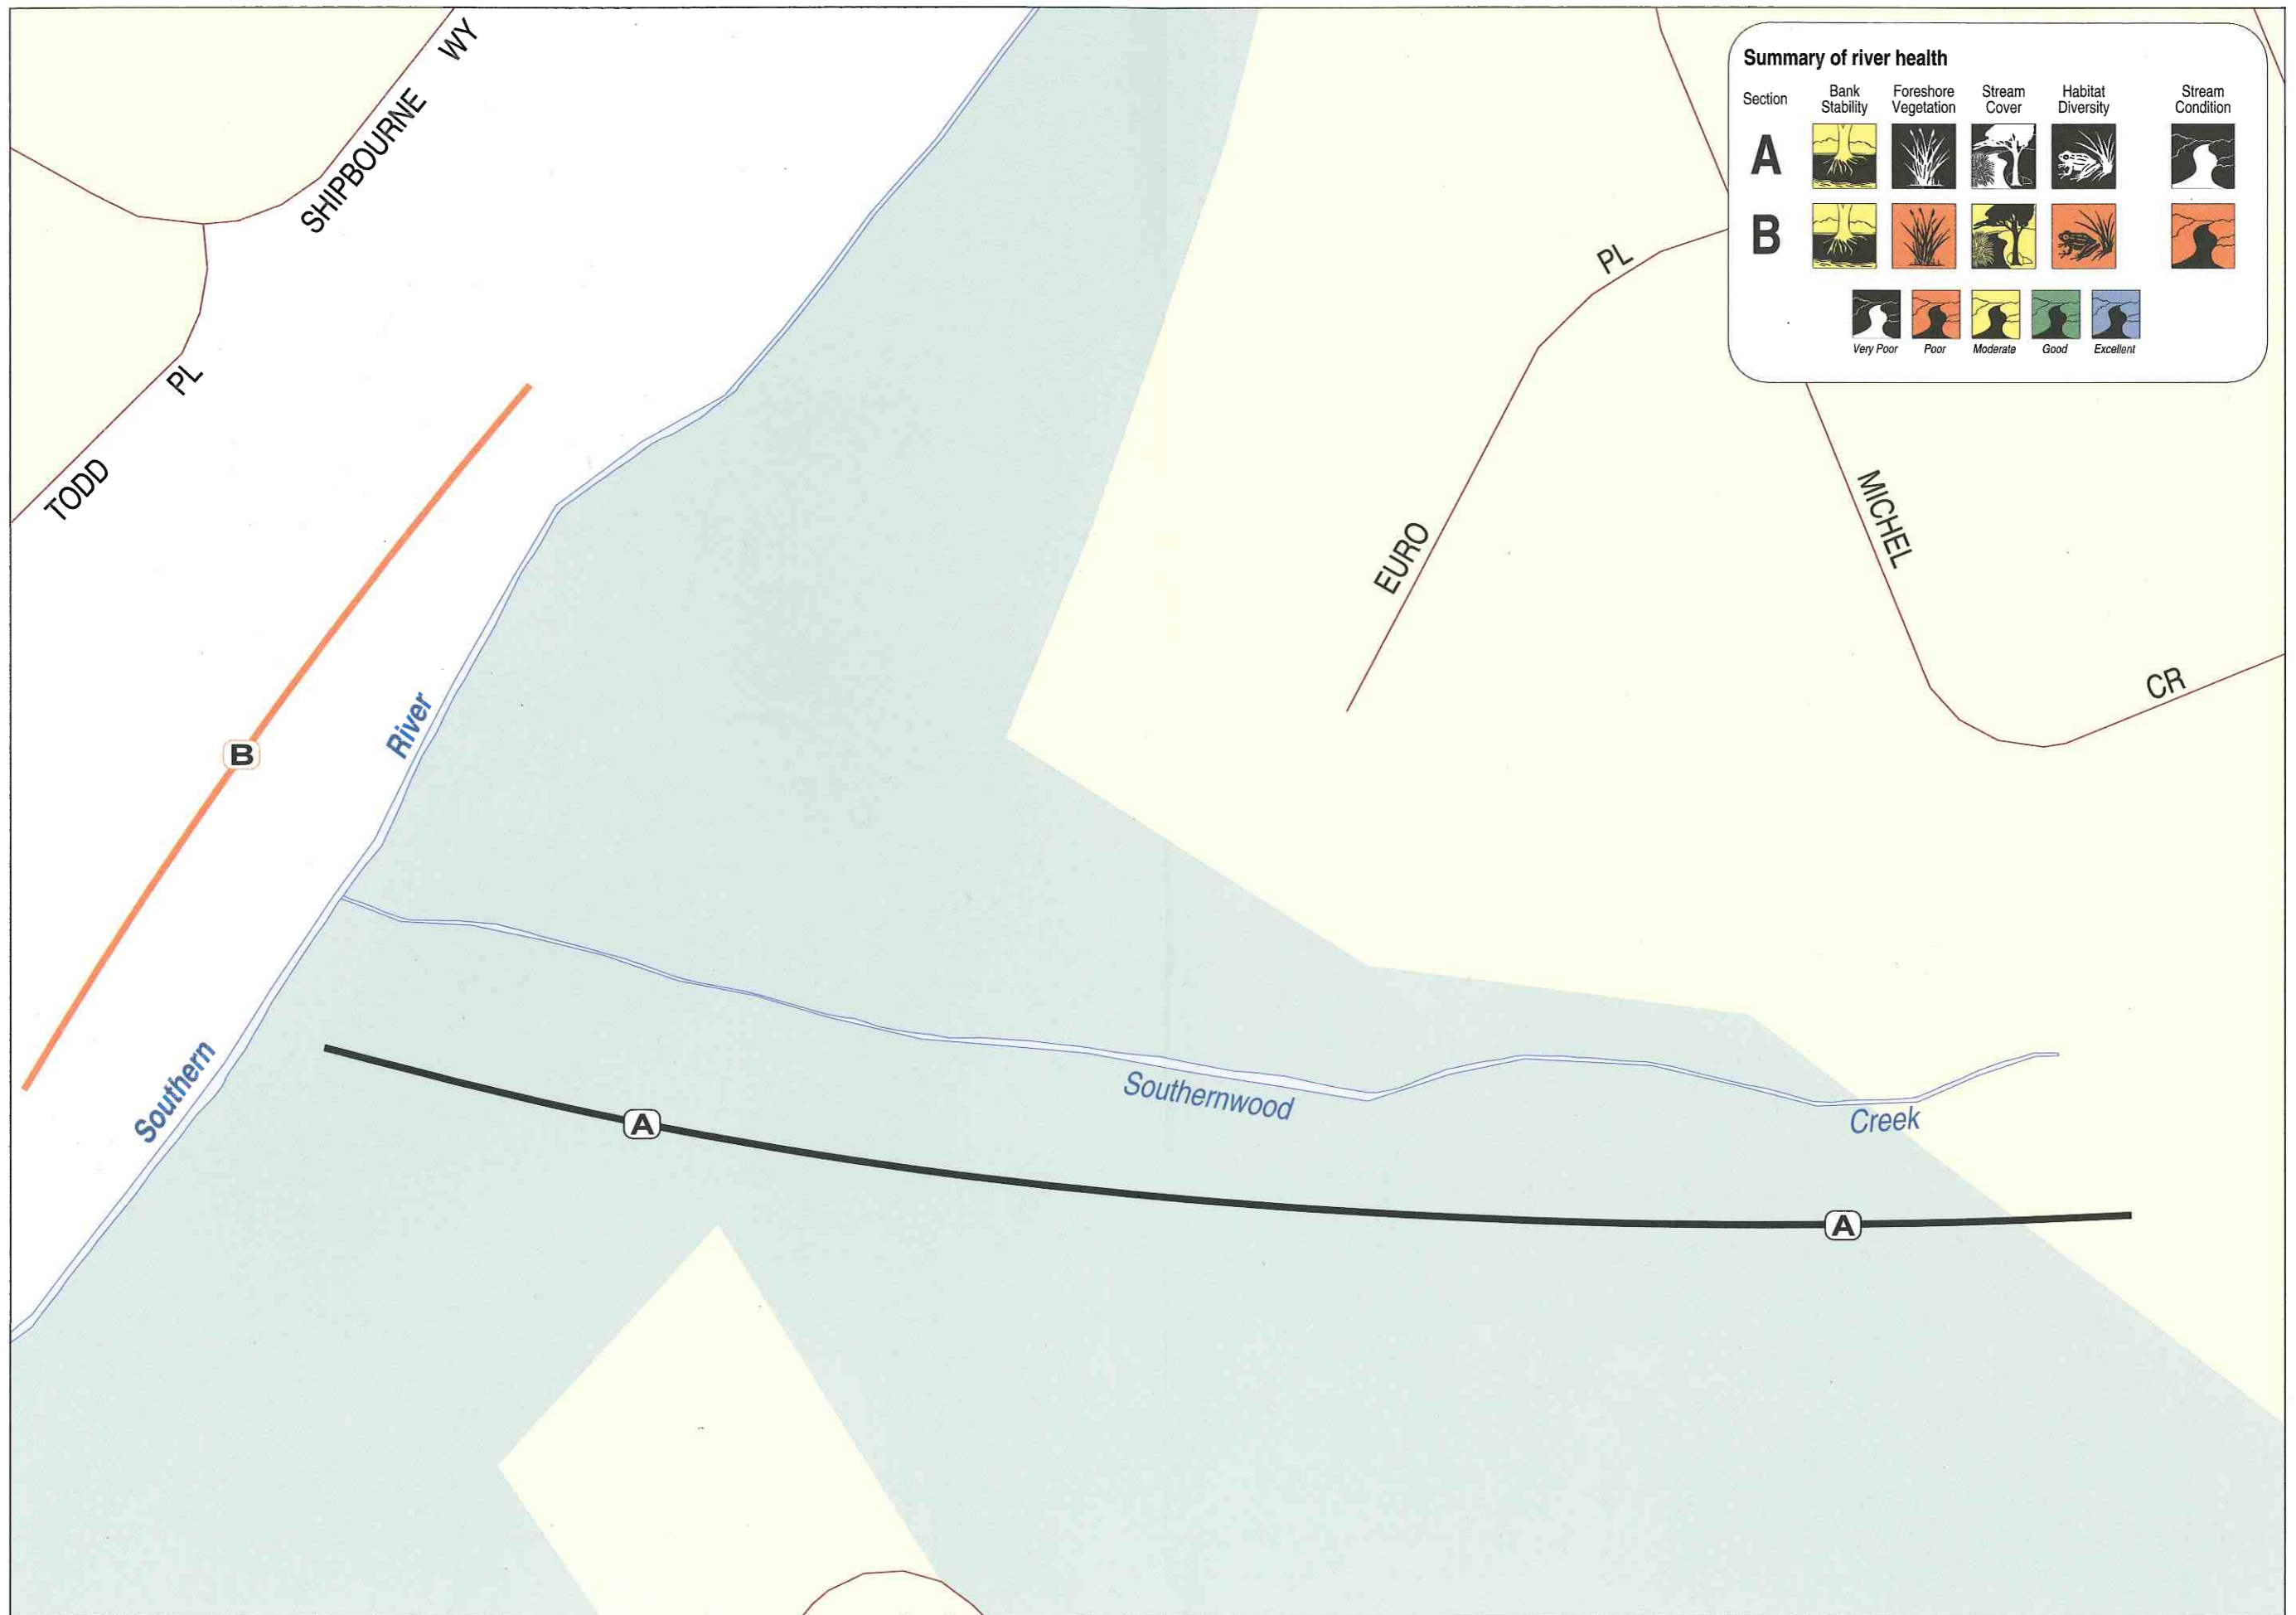 SHIPBOURNE WY
TODD PL
Summary of river health
Section
Bank Stability
Foreshore Vegetation
Stream Cover
Habitat Diversity
Stream Condition
A
B
Very Poor
Poor
Moderate
Good
Excellent
EURO PL
MICHEL CR
B
Southern River
A
Southernwood Creek
A